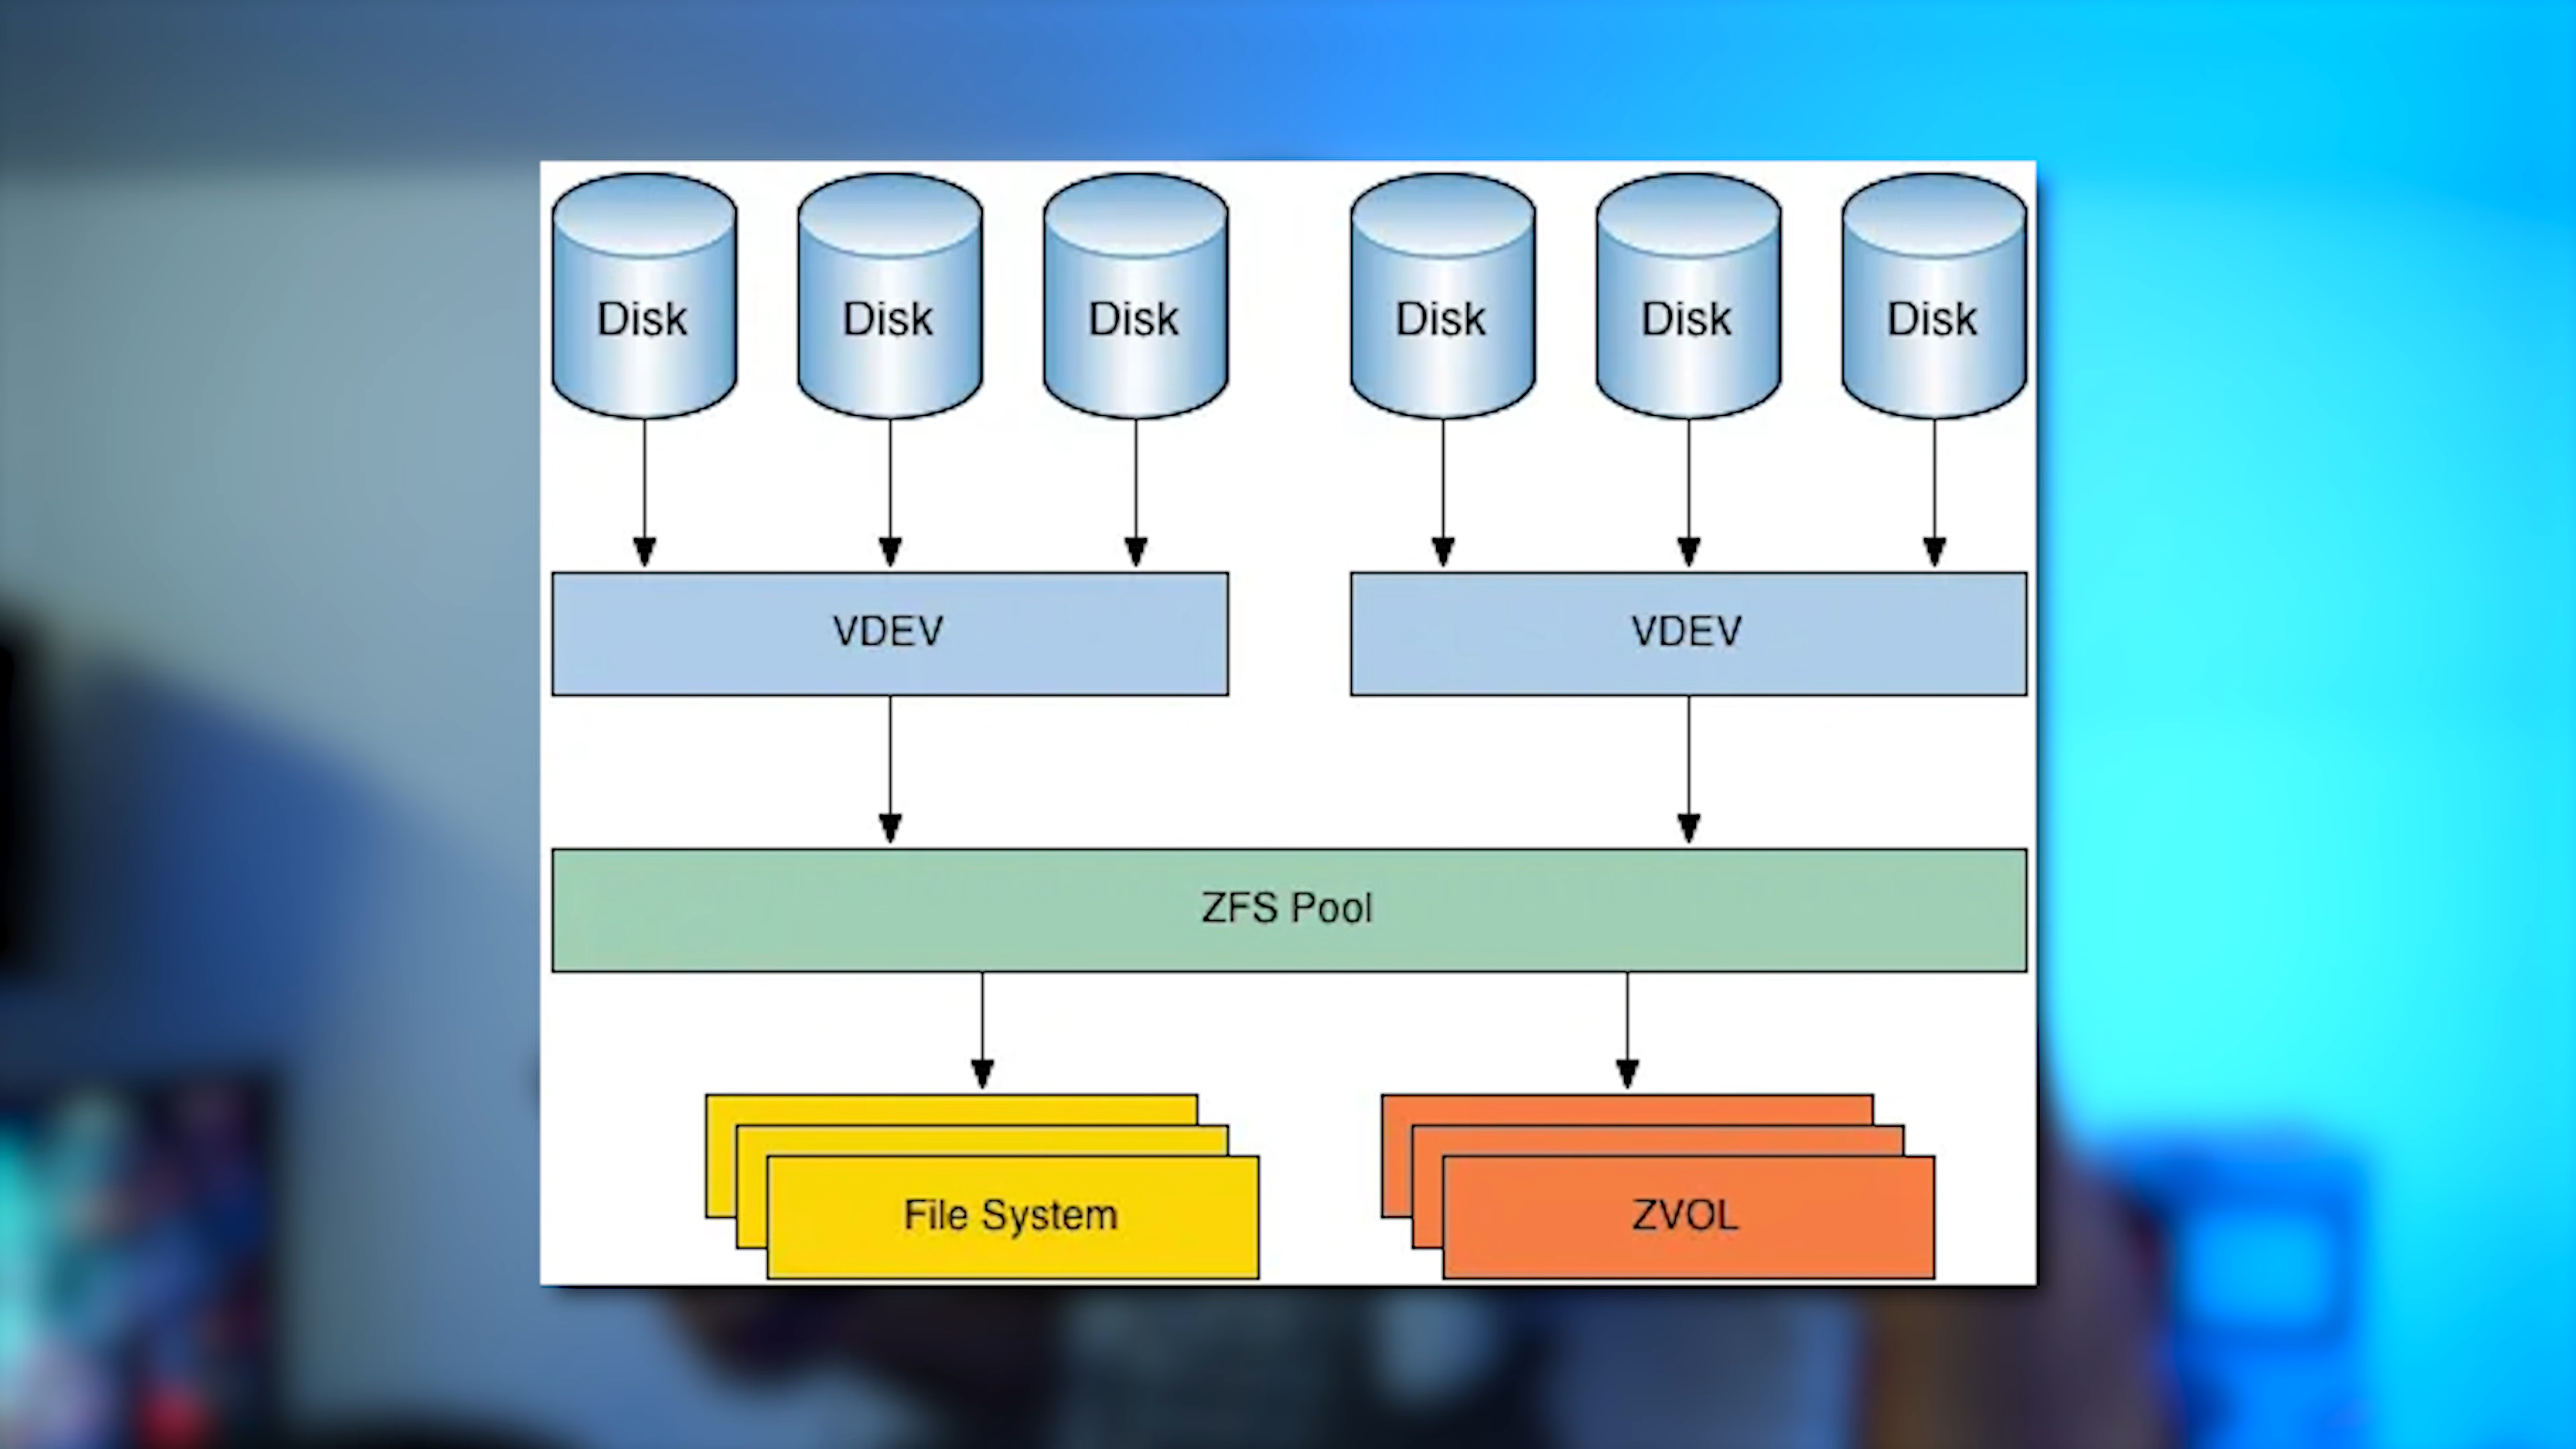 Disk
Disk
Disk
Disk
Disk
Disk
VDEV
VDEV
ZFS Pool
File System
ZVOL